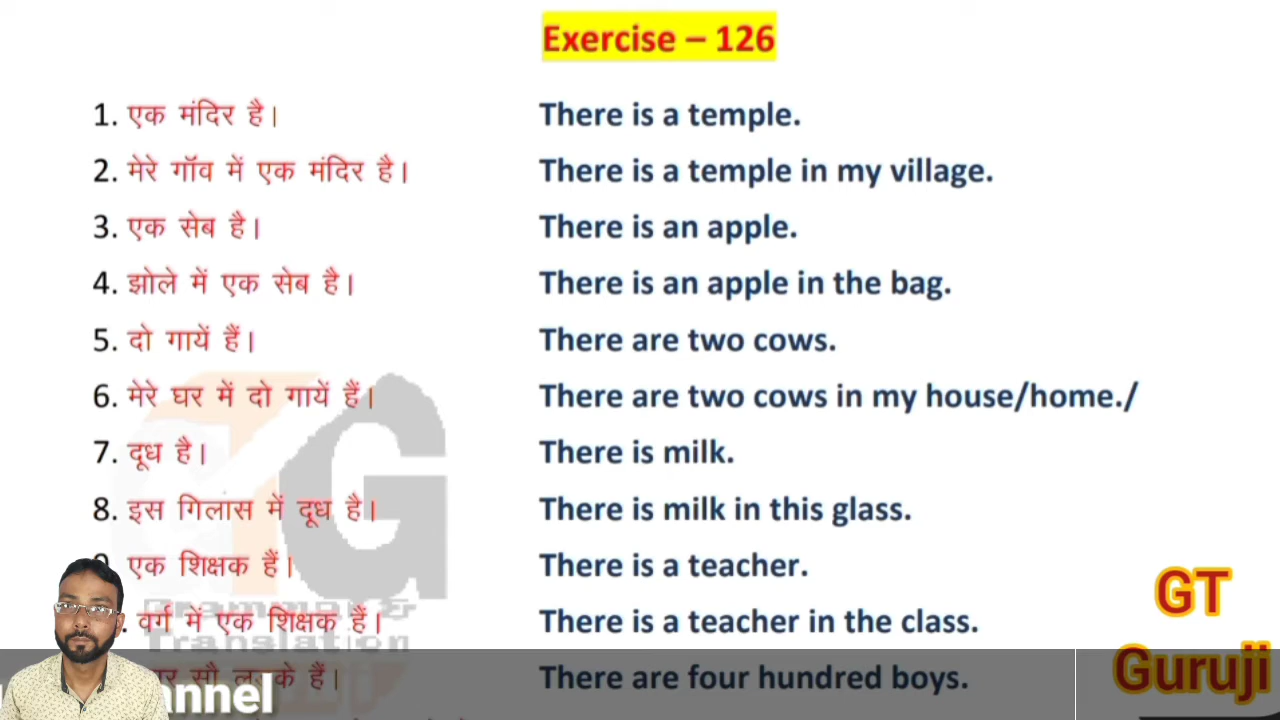 Exercise – 126
1. एक मंदिर है। There is a temple.
2. मेरे गॉव में एक मंदिर है। There is a temple in my village.
3. एक सेब है। There is an apple.
4. झोले में एक सेब है। There is an apple in the bag.
5. दो गायें हैं। There are two cows.
6. मेरे घर में दो गायें हैं। There are two cows in my house/home./
7. दूध है। There is milk.
8. इस गिलास में दूध है। There is milk in this glass.
एक शिक्षक हैं। There is a teacher.
. वर्ग में एक शिक्षक हैं। There is a teacher in the class.
सौ लड़के हैं। There are four hundred boys.
Grammar &
Translation
GT
Guruji
annel